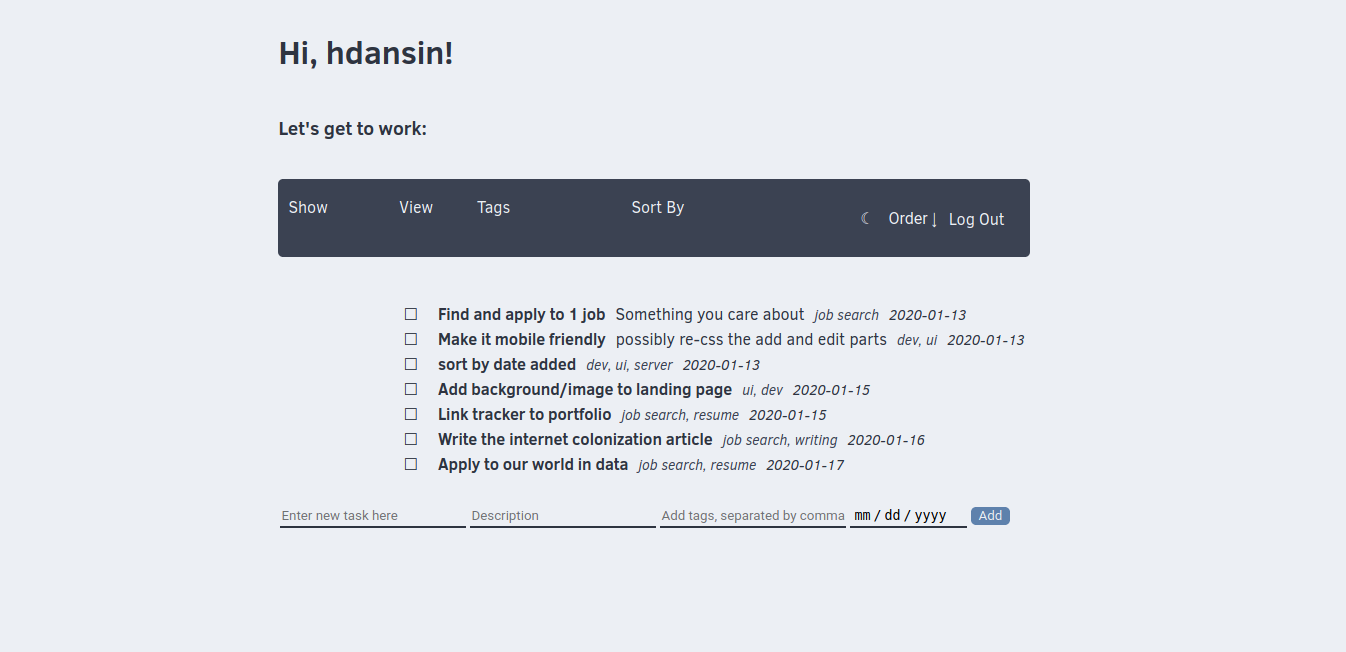 Hi, hdansin!
Let's get to work:
Show View Tags Sort By ☾ Order↓ Log Out
☐ Find and apply to 1 job Something you care about job search 2020-01-13
☐ Make it mobile friendly possibly re-css the add and edit parts dev, ui 2020-01-13
☐ sort by date added dev, ui, server 2020-01-13
☐ Add background/image to landing page ui, dev 2020-01-15
☐ Link tracker to portfolio job search, resume 2020-01-15
☐ Write the internet colonization article job search, writing 2020-01-16
☐ Apply to our world in data job search, resume 2020-01-17
Enter new task here Description Add tags, separated by comma mm / dd / yyyy Add